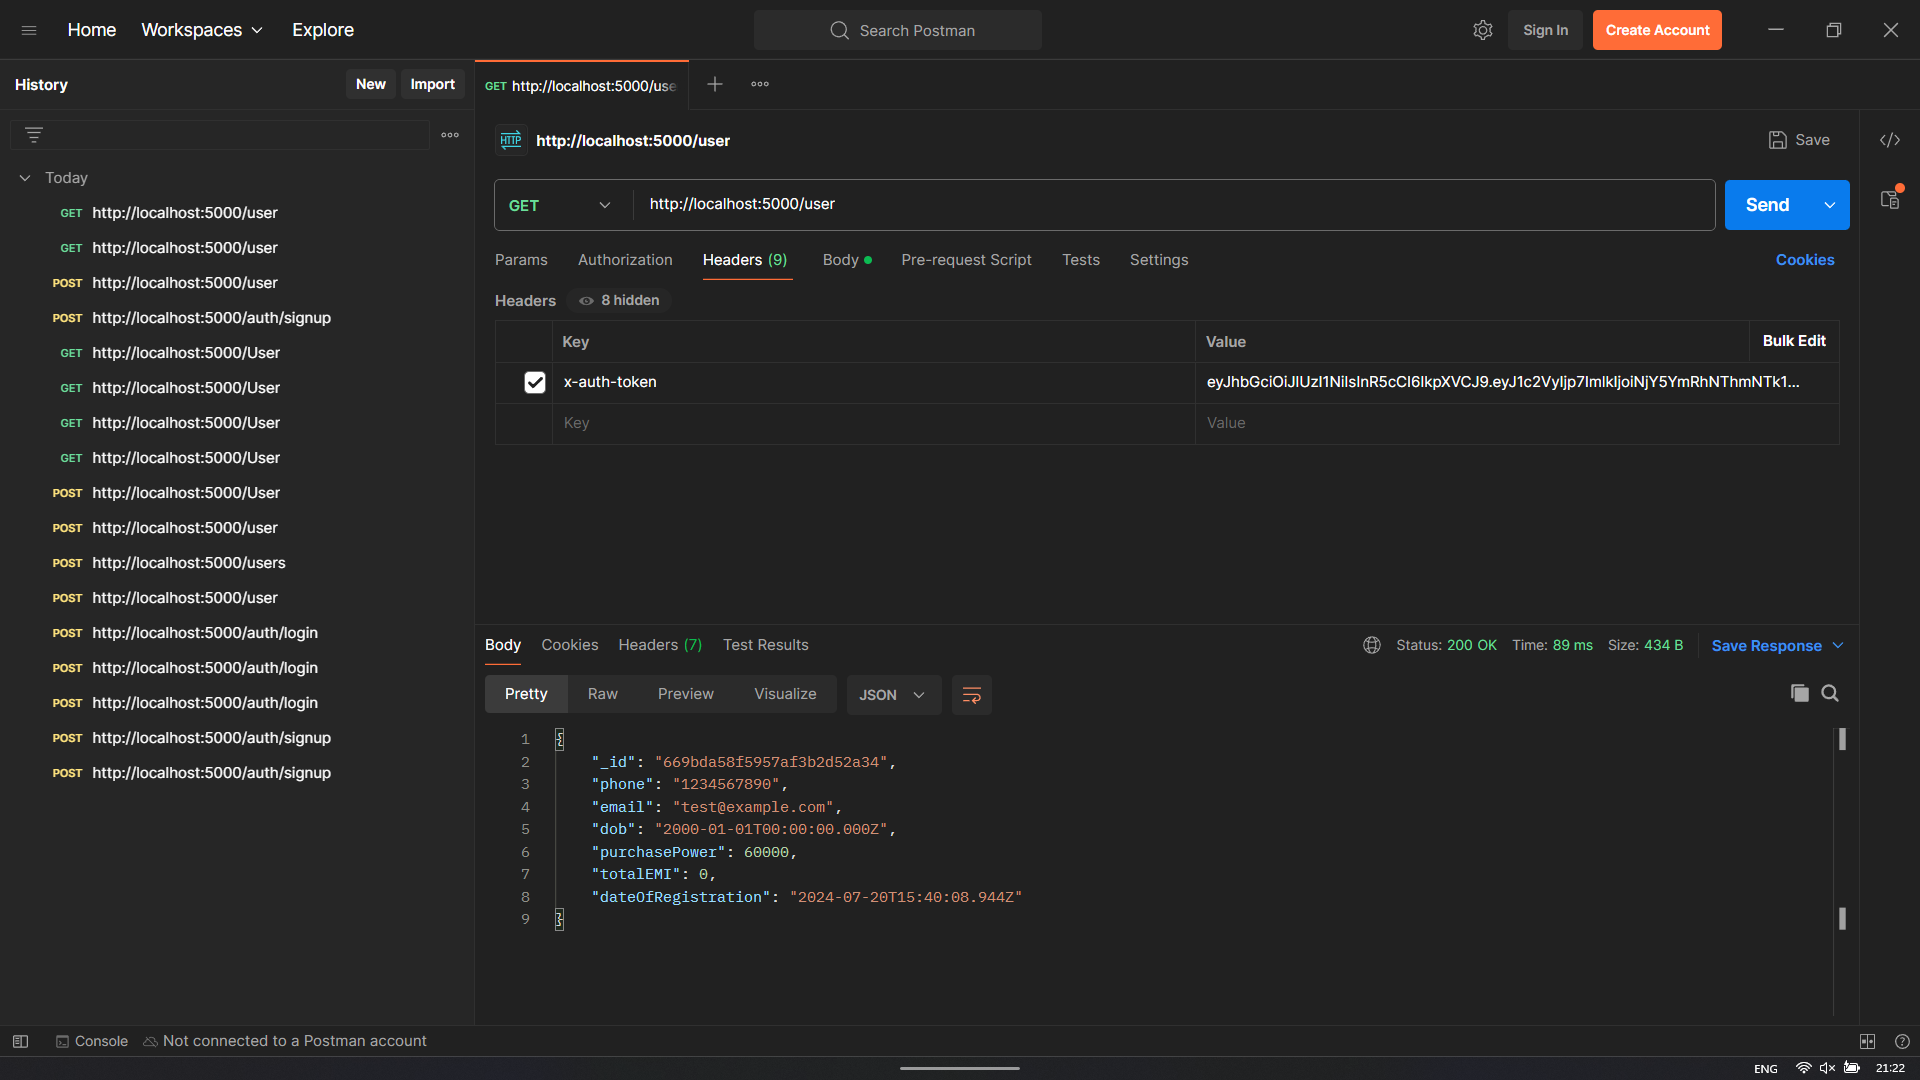 Home Workspaces Explore Search Postman Sign In Create Account
History New Import
GET http://localhost:5000/use
HTTP http://localhost:5000/user Save
Today
GET http://localhost:5000/user
GET http://localhost:5000/user
POST http://localhost:5000/user
POST http://localhost:5000/auth/signup
GET http://localhost:5000/User
GET http://localhost:5000/User
GET http://localhost:5000/User
GET http://localhost:5000/User
POST http://localhost:5000/User
POST http://localhost:5000/user
POST http://localhost:5000/users
POST http://localhost:5000/user
POST http://localhost:5000/auth/login
POST http://localhost:5000/auth/login
POST http://localhost:5000/auth/login
POST http://localhost:5000/auth/signup
POST http://localhost:5000/auth/signup
GET http://localhost:5000/user Send
Params Authorization Headers (9) Body Pre-request Script Tests Settings Cookies
Headers 8 hidden
Key Value Bulk Edit
x-auth-token eyJhbGciOiJIUzI1NiIsInR5cCI6IkpXVCJ9.eyJ1c2VyIjp7ImlkIjoiNjY5YmRhNThmNTk1...
Key Value
Body Cookies Headers (7) Test Results Status: 200 OK Time: 89 ms Size: 434 B Save Response
Pretty Raw Preview Visualize JSON
1 {
2 "_id": "669bda58f5957af3b2d52a34",
3 "phone": "1234567890",
4 "email": "test@example.com",
5 "dob": "2000-01-01T00:00:00.000Z",
6 "purchasePower": 60000,
7 "totalEMI": 0,
8 "dateOfRegistration": "2024-07-20T15:40:08.944Z"
9 }
Console Not connected to a Postman account
ENG 21:22